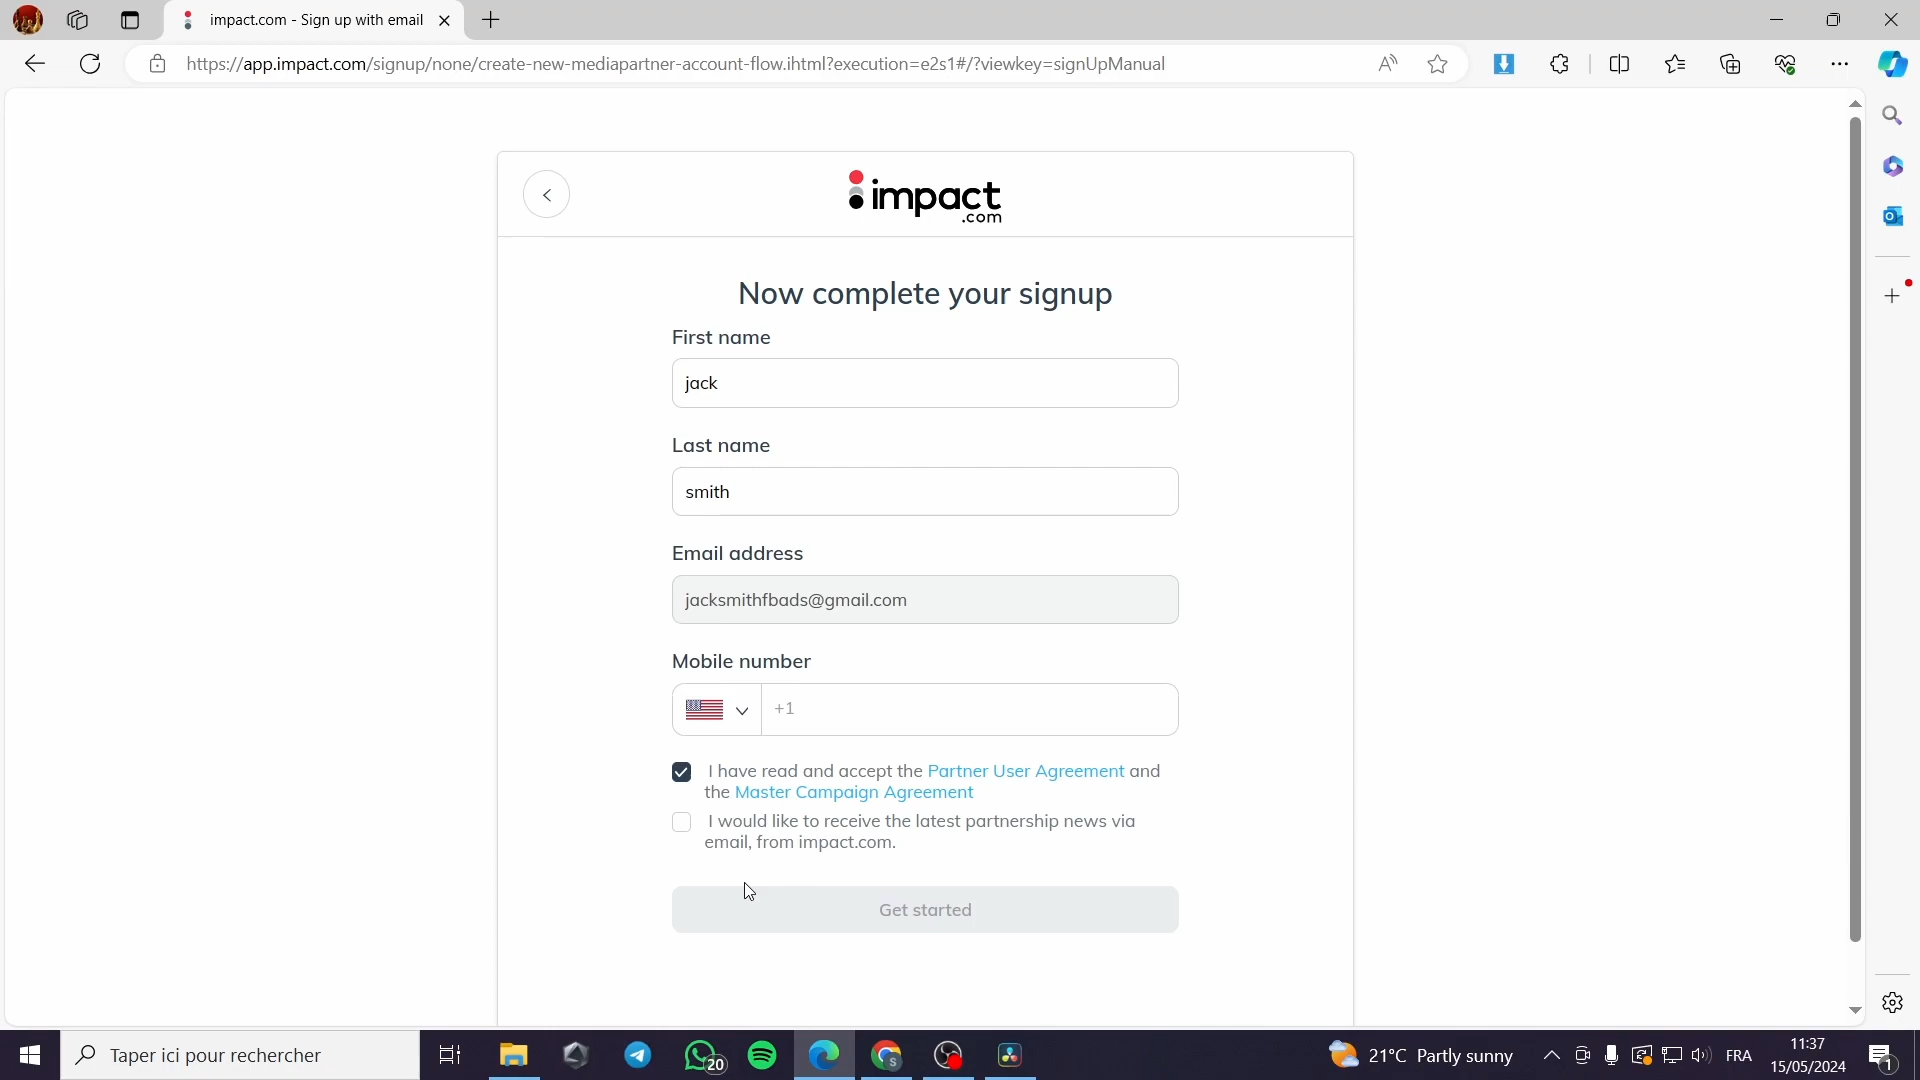 impact.com - Sign up with email
https://app.impact.com/signup/none/create-new-mediapartner-account-flow.ihtml?execution=e2s1#/?viewkey=signUpManual
impact
.com
Now complete your signup
First name
jack
Last name
smith
Email address
jacksmithfbads@gmail.com
Mobile number
+1
I have read and accept the Partner User Agreement and
the Master Campaign Agreement
I would like to receive the latest partnership news via
email, from impact.com.
Get started
Taper ici pour rechercher
20
S
21°C Partly sunny
FRA
11:37
15/05/2024
1